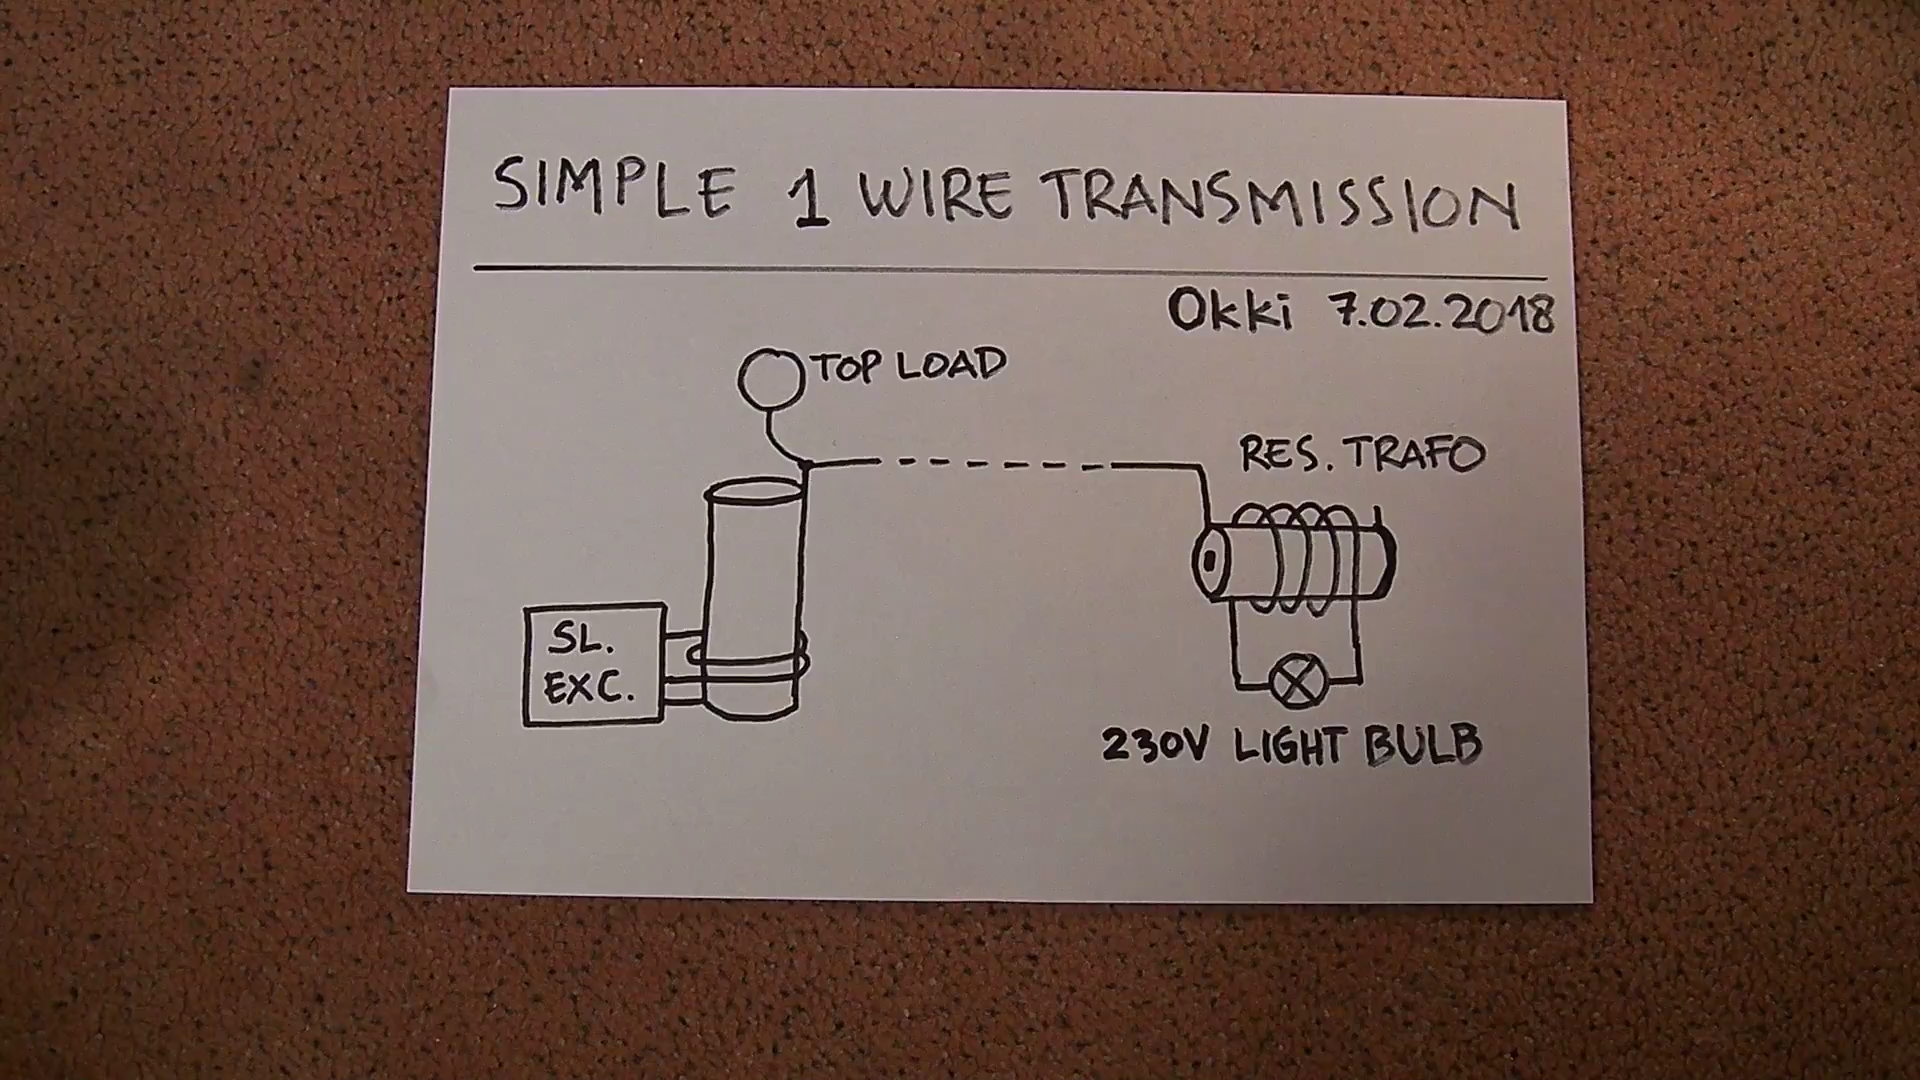 SIMPLE 1 WIRE TRANSMISSION
Okki 7.02.2018
TOP LOAD
RES. TRAFO
SL.
EXC.
230V LIGHT BULB